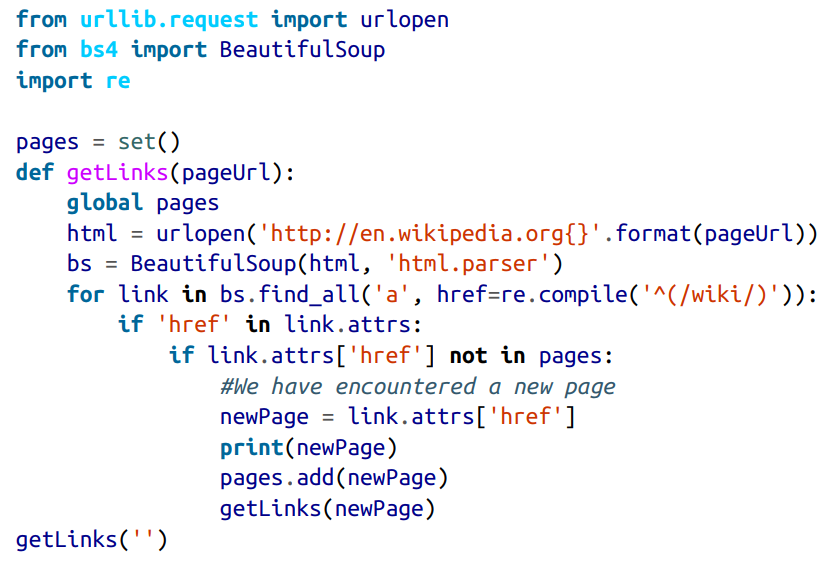 from urllib.request import urlopen
from bs4 import BeautifulSoup
import re

pages = set()
def getLinks(pageUrl):
    global pages
    html = urlopen('http://en.wikipedia.org{}'.format(pageUrl))
    bs = BeautifulSoup(html, 'html.parser')
    for link in bs.find_all('a', href=re.compile('^(/wiki/)')):
        if 'href' in link.attrs:
            if link.attrs['href'] not in pages:
                #We have encountered a new page
                newPage = link.attrs['href']
                print(newPage)
                pages.add(newPage)
                getLinks(newPage)
getLinks('')